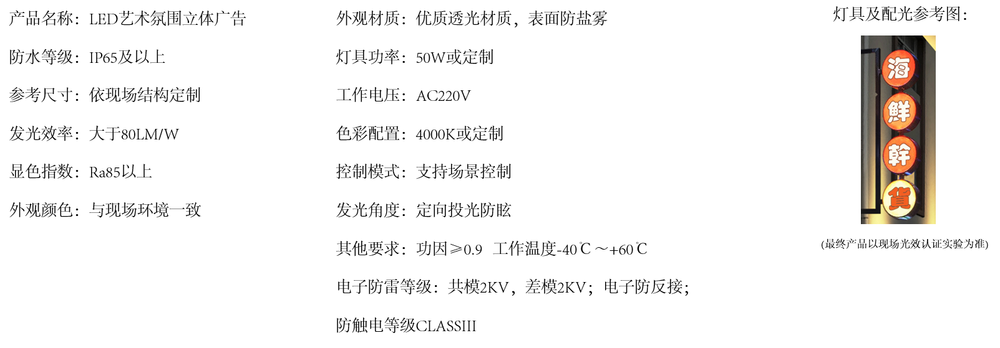 产品名称：LED艺术氛围立体广告
防水等级：IP65及以上
参考尺寸：依现场结构定制
发光效率：大于80LM/W
显色指数：Ra85以上
外观颜色：与现场环境一致
外观材质：优质透光材质，表面防盐雾
灯具功率：50W或定制
工作电压：AC220V
色彩配置：4000K或定制
控制模式：支持场景控制
发光角度：定向投光防眩
其他要求：功因≥0.9 工作温度-40℃～+60℃
电子防雷等级：共模2KV，差模2KV；电子防反接；
防触电等级CLASSIII
灯具及配光参考图：
海
鮮
幹
貨
(最终产品以现场光效认证实验为准)